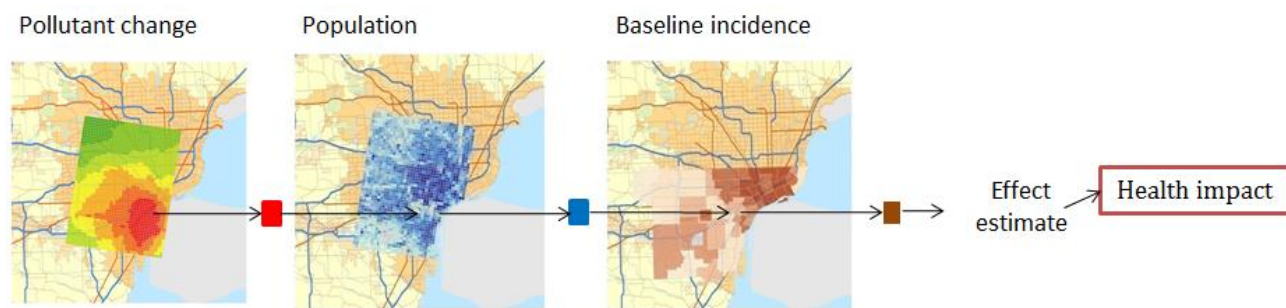 Pollutant change
Population
Baseline incidence
Effect
estimate
Health impact